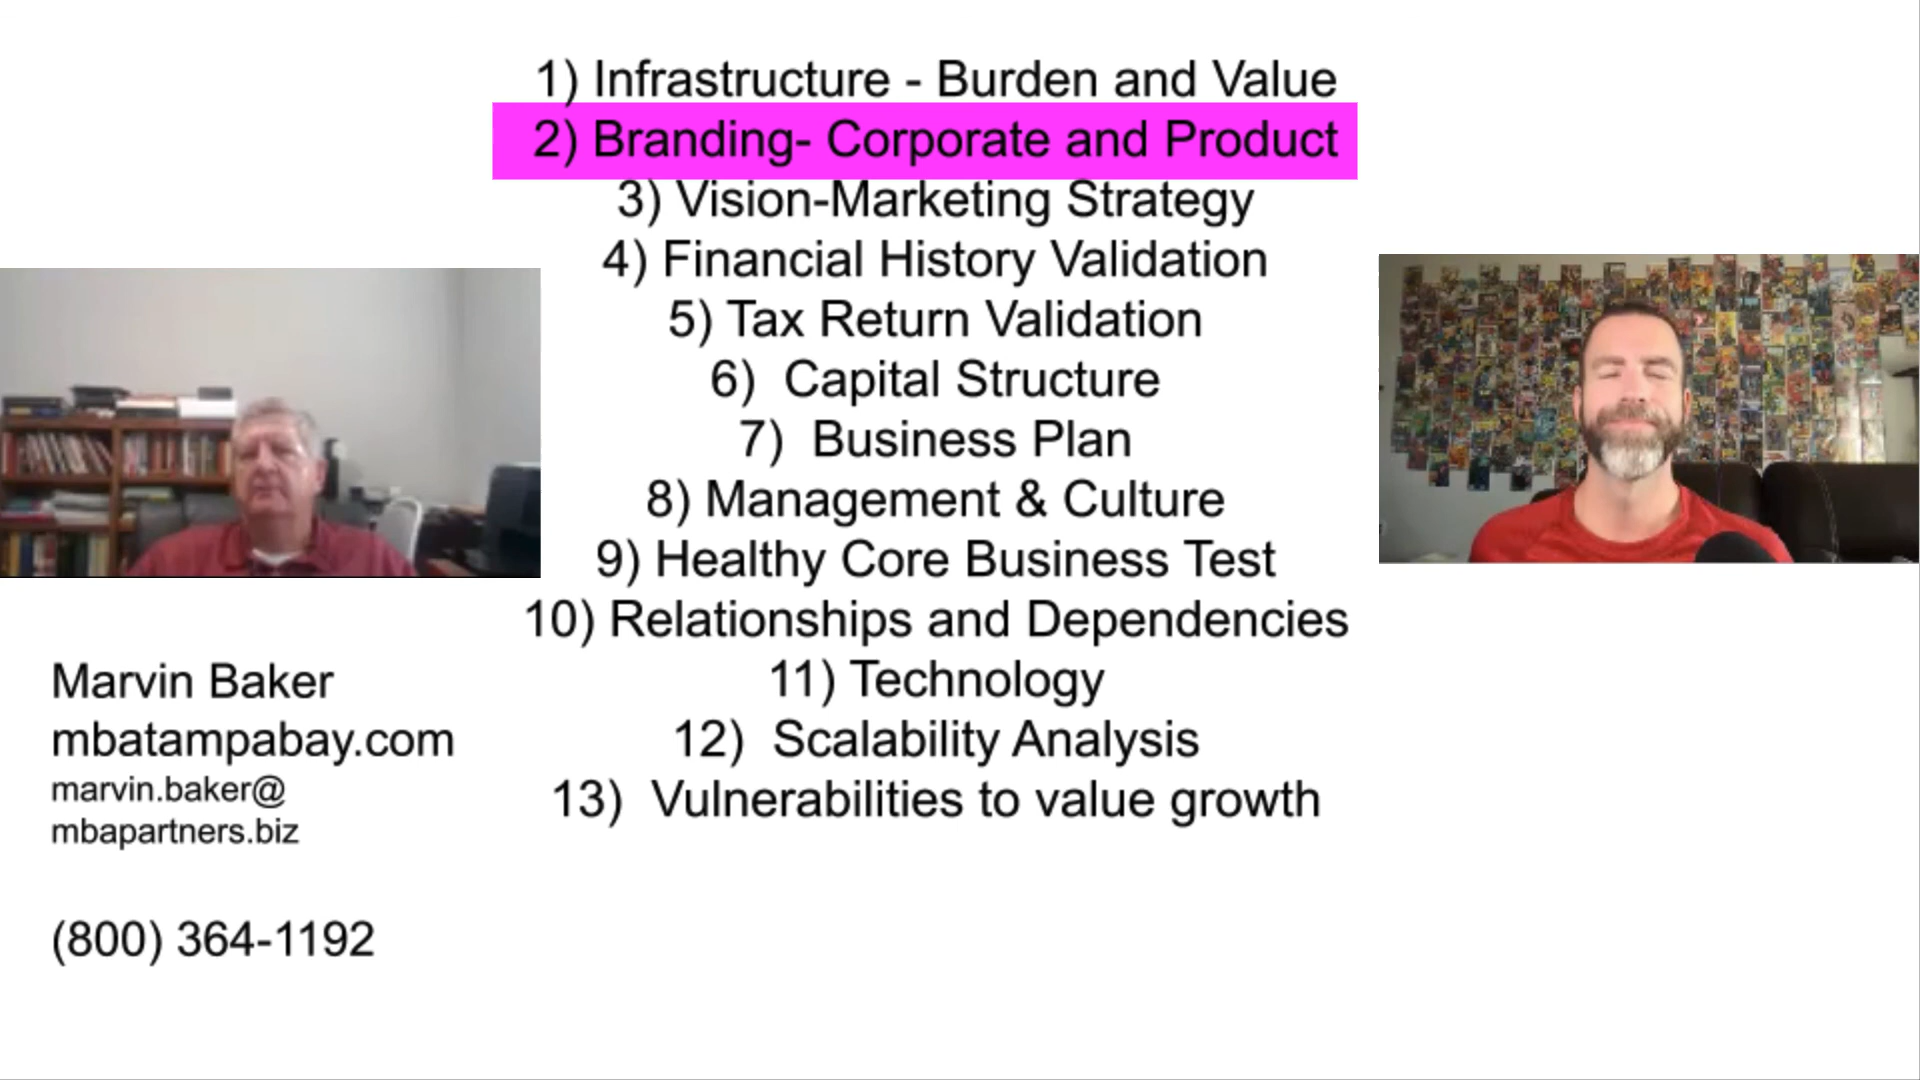 1) Infrastructure - Burden and Value
2) Branding- Corporate and Product
3) Vision-Marketing Strategy
4) Financial History Validation
5) Tax Return Validation
6) Capital Structure
7) Business Plan
8) Management & Culture
9) Healthy Core Business Test
10) Relationships and Dependencies
11) Technology
12) Scalability Analysis
13) Vulnerabilities to value growth
Marvin Baker
mbatampabay.com
marvin.baker@
mbapartners.biz
(800) 364-1192